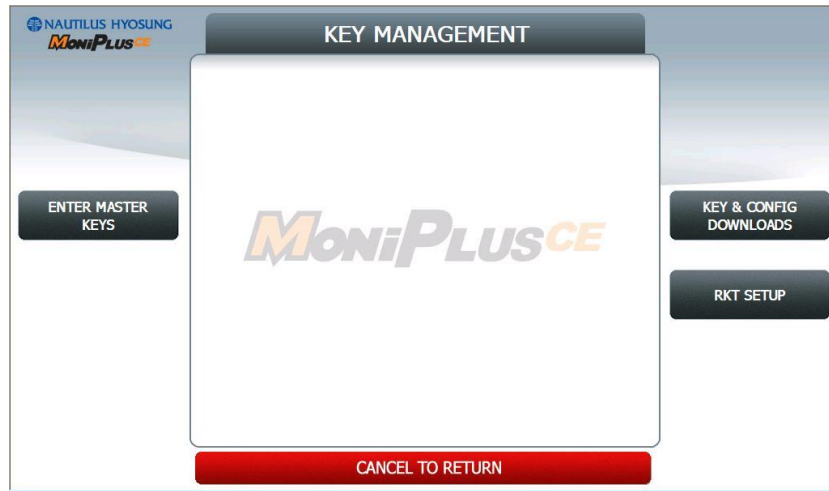 NAUTILUS HYOSUNG
MONiPLUSCE
KEY MANAGEMENT
ENTER MASTER
KEYS
MONiPLUSCE
KEY & CONFIG
DOWNLOADS
RKT SETUP
CANCEL TO RETURN